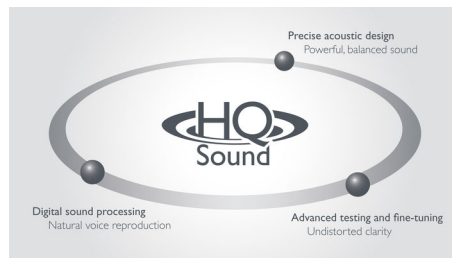 Precise acoustic design
Powerful, balanced sound
HQ
Sound
Digital sound processing
Natural voice reproduction
Advanced testing and fine-tuning
Undistorted clarity